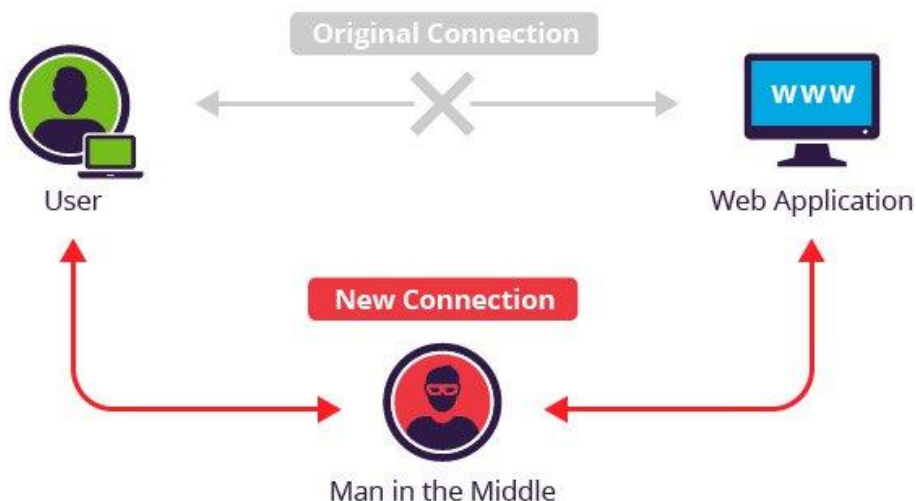 Original Connection
www
User
Web Application
New Connection
Man in the Middle